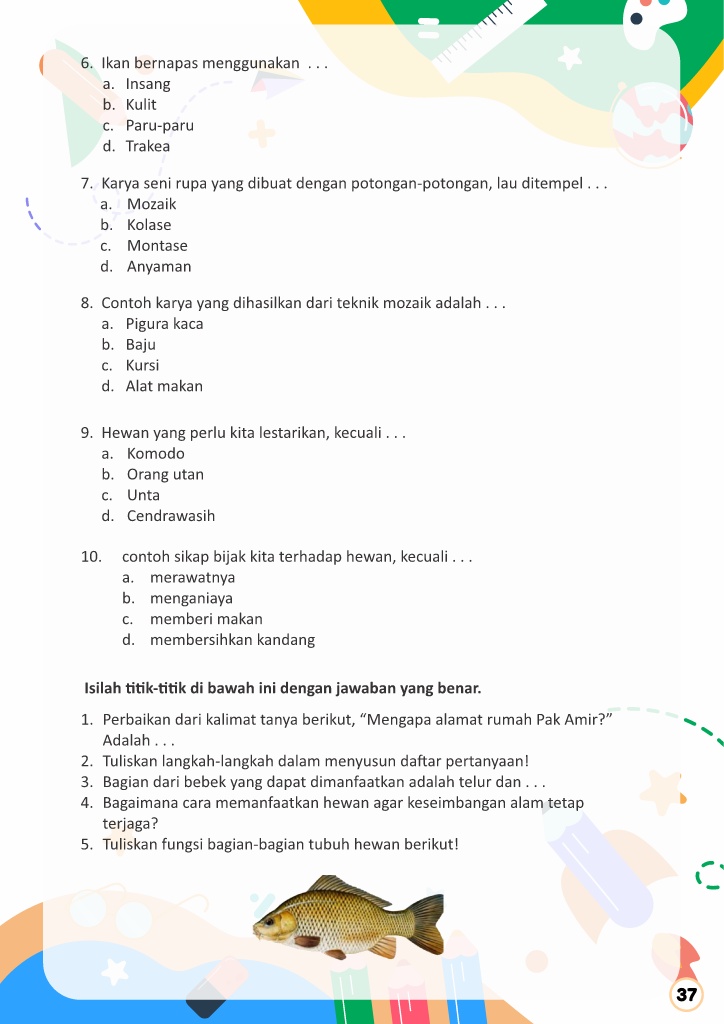 6. Ikan bernapas menggunakan . . .
a. Insang
b. Kulit
c. Paru-paru
d. Trakea
7. Karya seni rupa yang dibuat dengan potongan-potongan, lau ditempel . . .
a. Mozaik
b. Kolase
c. Montase
d. Anyaman
8. Contoh karya yang dihasilkan dari teknik mozaik adalah . . .
a. Pigura kaca
b. Baju
c. Kursi
d. Alat makan
9. Hewan yang perlu kita lestarikan, kecuali . . .
a. Komodo
b. Orang utan
c. Unta
d. Cendrawasih
10. contoh sikap bijak kita terhadap hewan, kecuali . . .
a. merawatnya
b. menganiaya
c. memberi makan
d. membersihkan kandang
Isilah titik-titik di bawah ini dengan jawaban yang benar.
1. Perbaikan dari kalimat tanya berikut, “Mengapa alamat rumah Pak Amir?”
Adalah . . .
2. Tuliskan langkah-langkah dalam menyusun daftar pertanyaan!
3. Bagian dari bebek yang dapat dimanfaatkan adalah telur dan . . .
4. Bagaimana cara memanfaatkan hewan agar keseimbangan alam tetap
terjaga?
5. Tuliskan fungsi bagian-bagian tubuh hewan berikut!
37